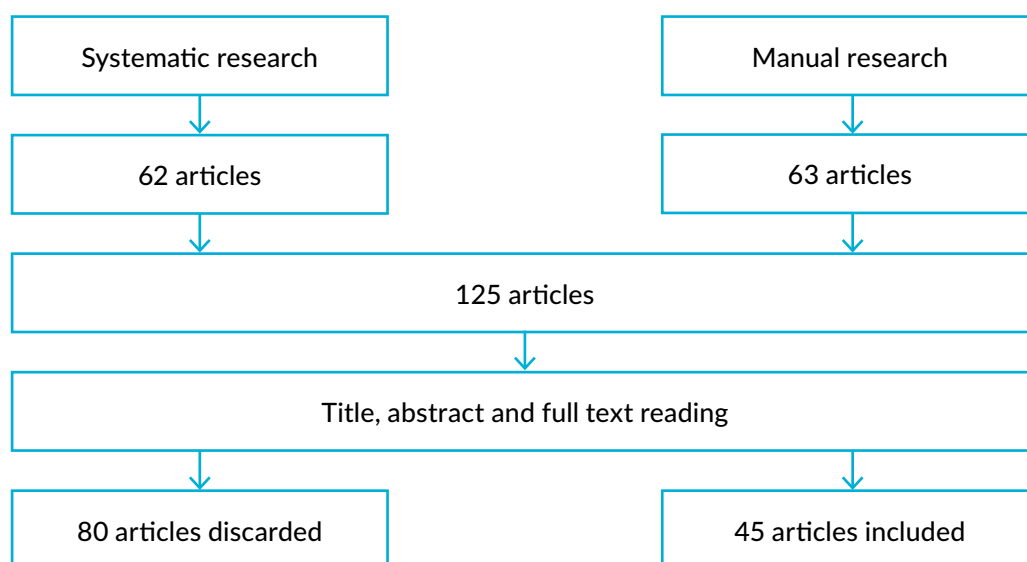 Systematic research
Manual research
62 articles
63 articles
125 articles
Title, abstract and full text reading
80 articles discarded
45 articles included